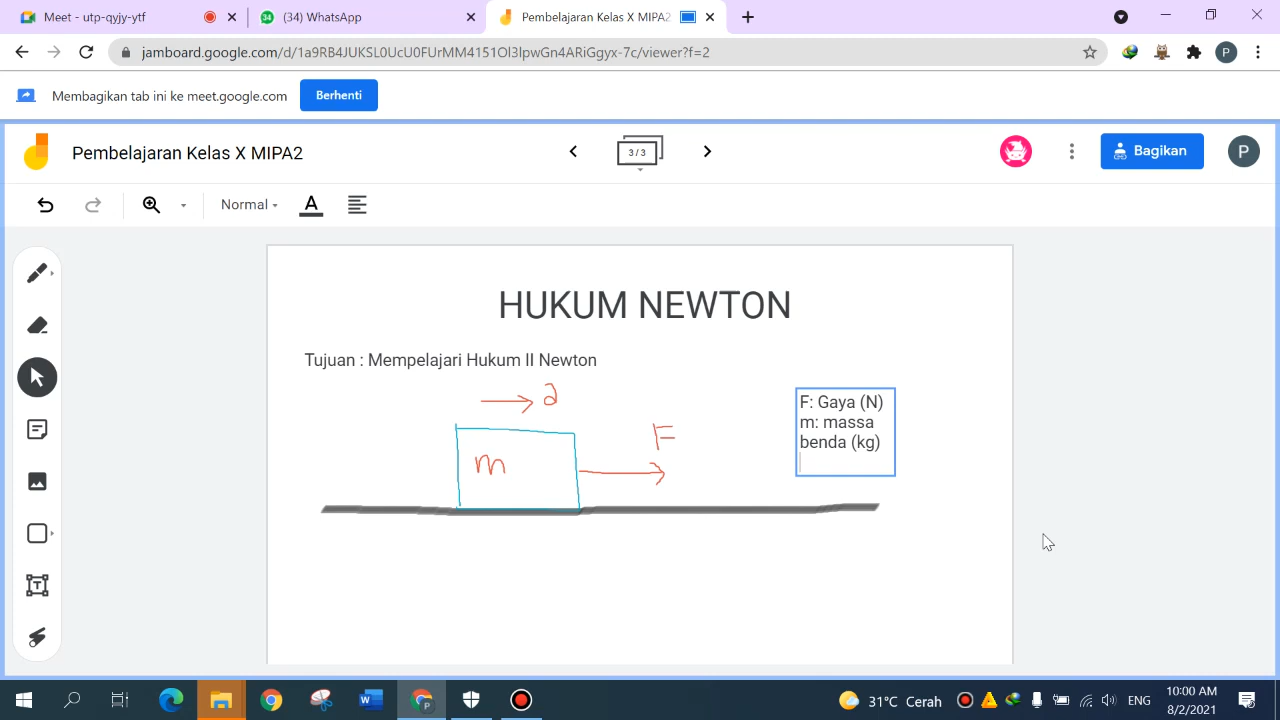 Meet - utp-qyjy-ytf
34
(34) WhatsApp
Pembelajaran Kelas X MIPA2
jamboard.google.com/d/1a9RB4JUKSL0UcU0FUrMM4151Ol3IpwGn4ARiGgyx-7c/viewer?f=2
P
Membagikan tab ini ke meet.google.com
Berhenti
Pembelajaran Kelas X MIPA2
3 / 3
Bagikan
P
Normal
A
HUKUM NEWTON
Tujuan : Mempelajari Hukum II Newton
a
F: Gaya (N)
m: massa
benda (kg)
F
m
T
W
P
31°C Cerah
ENG
10:00 AM
8/2/2021